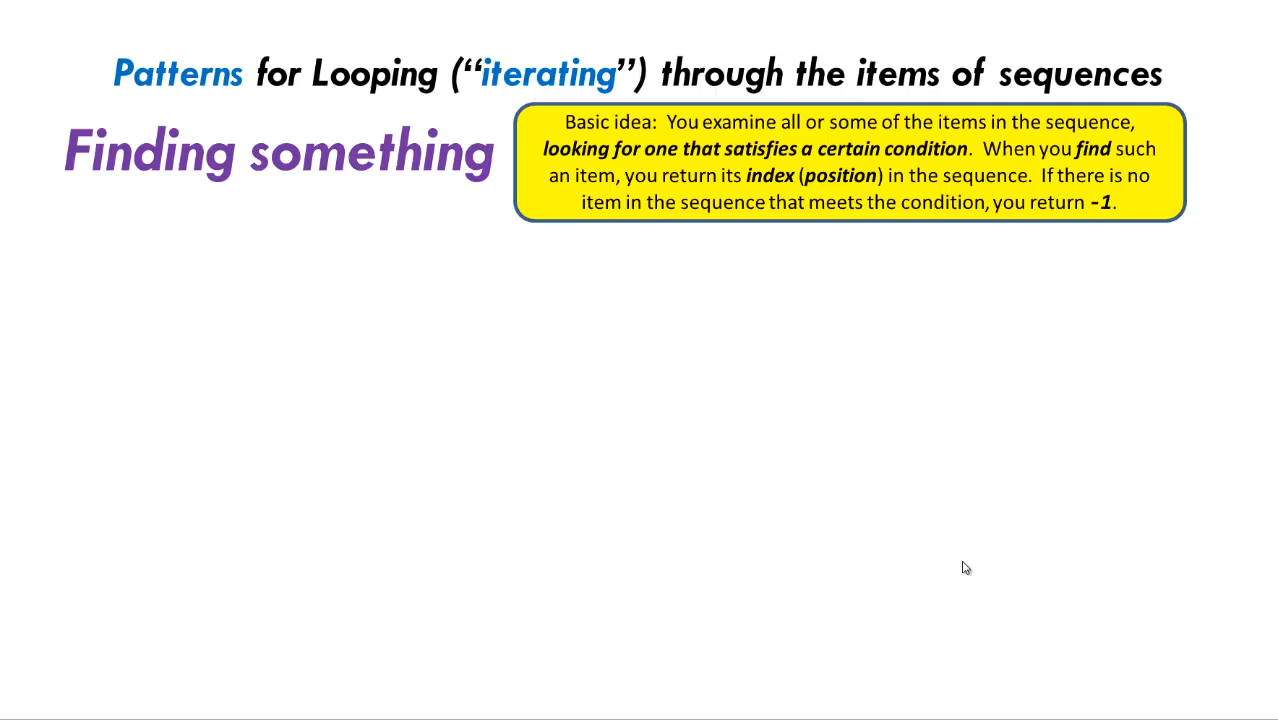 Patterns for Looping (“iterating”) through the items of sequences
Finding something
Basic idea: You examine all or some of the items in the sequence,
looking for one that satisfies a certain condition. When you find such
an item, you return its index (position) in the sequence. If there is no
item in the sequence that meets the condition, you return -1.